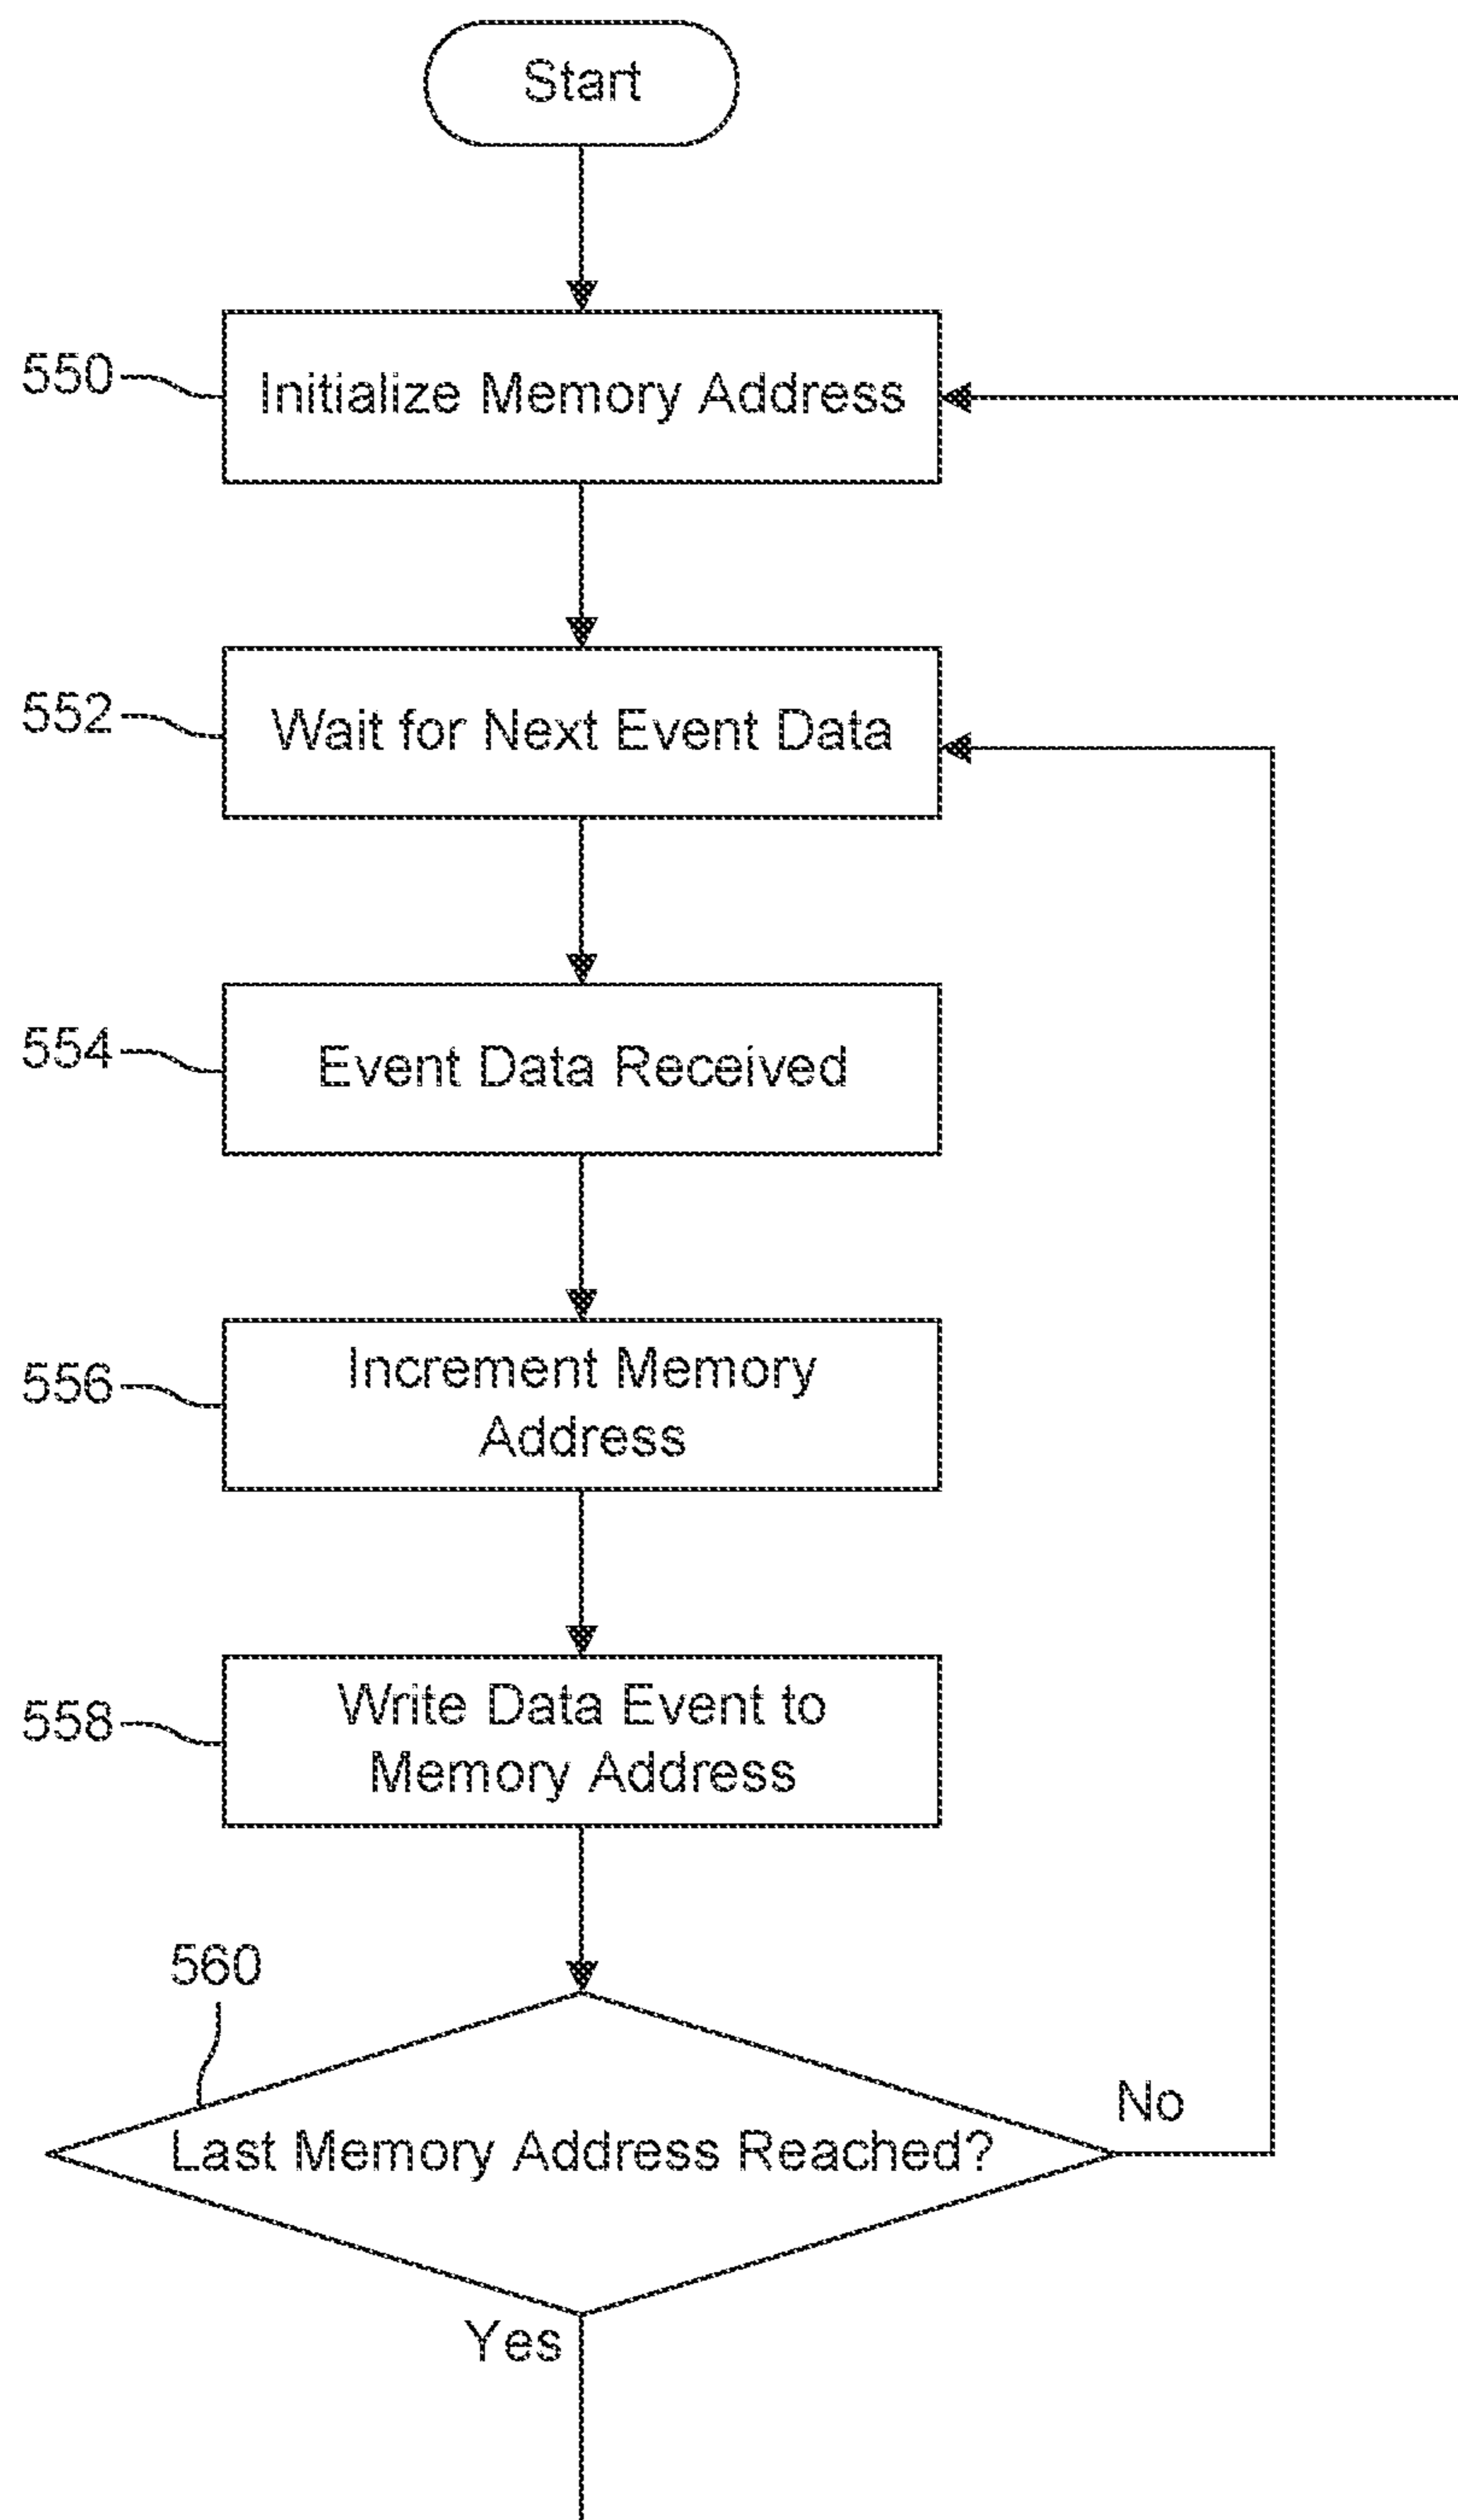 Start
550
Initialize Memory Address
552
Wait for Next Event Data
554
Event Data Received
556
Increment Memory
Address
558
Write Data Event to
Memory Address
560
Last Memory Address Reached?
No
Yes